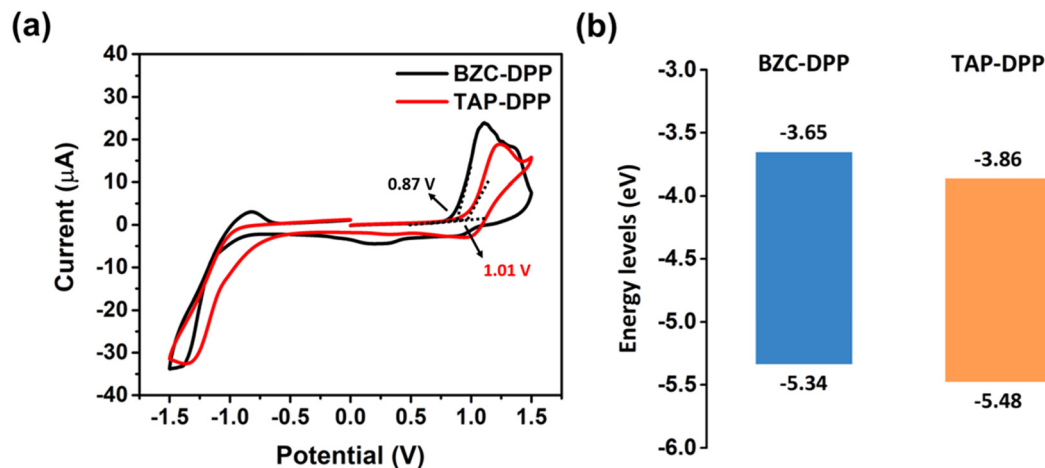 (a)
40
30
20
10
0
-10
-20
-30
-40
Current (μA)
BZC-DPP
TAP-DPP
0.87 V
1.01 V
-1.5 -1.0 -0.5 0.0 0.5 1.0 1.5
Potential (V)
(b)
BZC-DPP TAP-DPP
-3.0
-3.5
-4.0
-4.5
-5.0
-5.5
-6.0
Energy levels (eV)
-3.65
-3.86
-5.34
-5.48